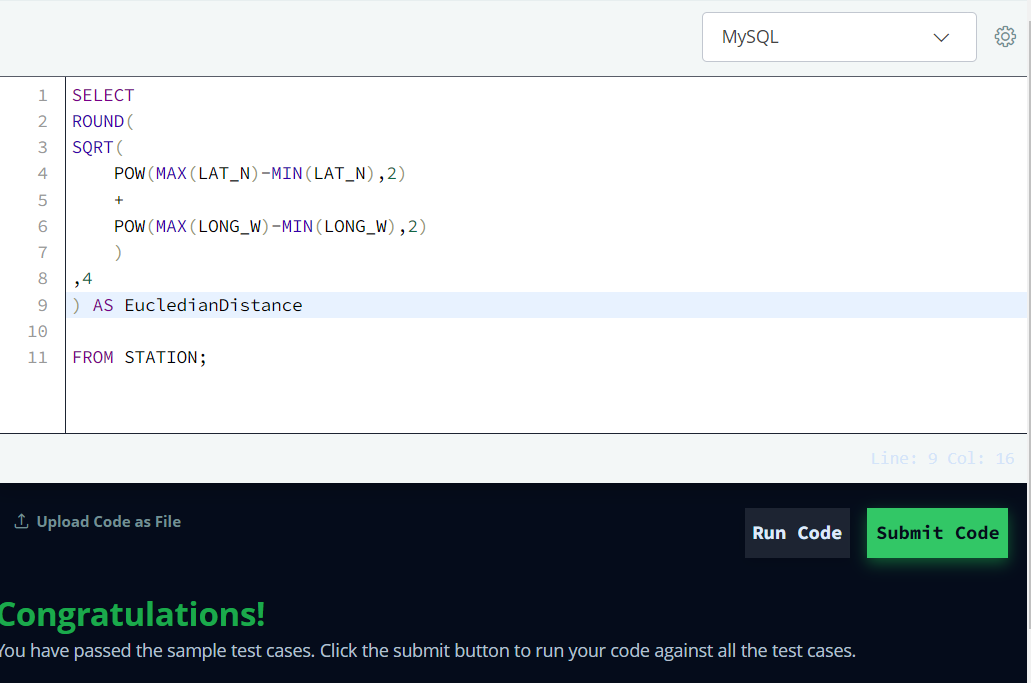 MySQL
1 SELECT
2 ROUND(
3 SQRT(
4     POW(MAX(LAT_N)-MIN(LAT_N),2)
5     +
6     POW(MAX(LONG_W)-MIN(LONG_W),2)
7     )
8 ,4
9 ) AS EucledianDistance
10
11 FROM STATION;
Line: 9 Col: 16
Upload Code as File
Run Code
Submit Code
Congratulations!
You have passed the sample test cases. Click the submit button to run your code against all the test cases.